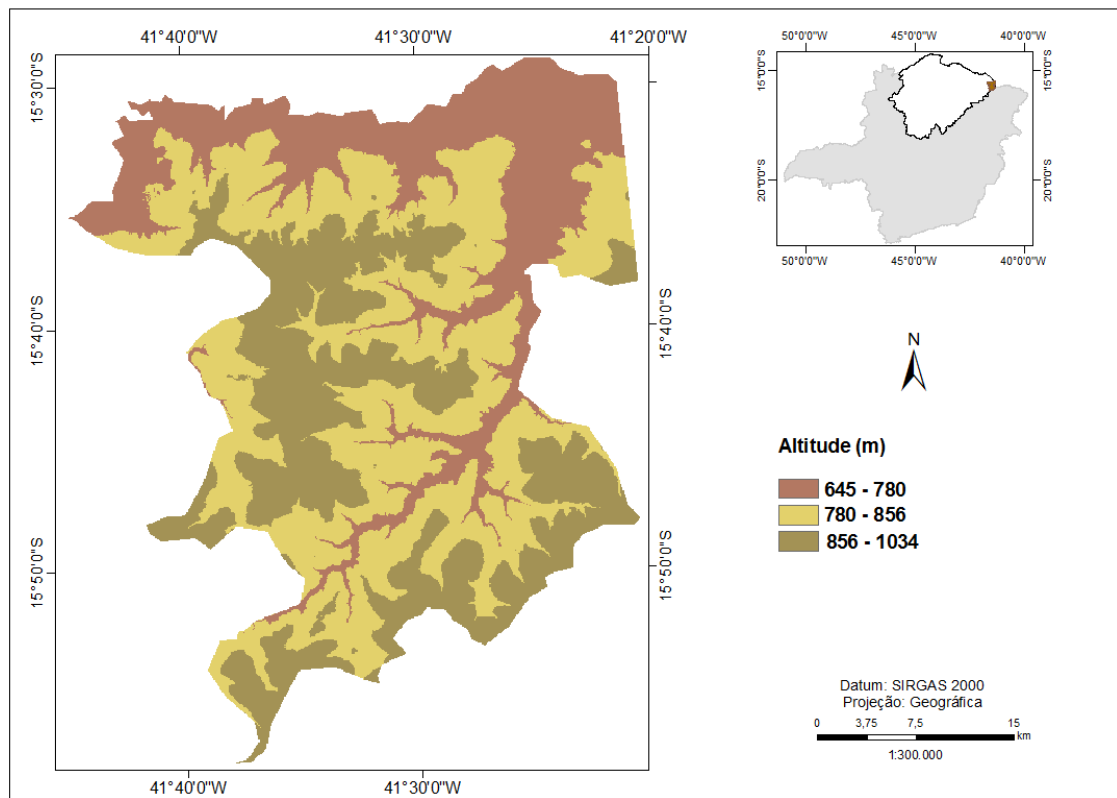 41°40'0"W 41°30'0"W 41°20'0"W
15°30'0"S
15°40'0"S
15°50'0"S
15°40'0"S
15°50'0"S
41°40'0"W 41°30'0"W
50°0'0"W 45°0'0"W 40°0'0"W
15°0'0"S
20°0'0"S
15°0'0"S
20°0'0"S
50°0'0"W 45°0'0"W 40°0'0"W
N
Altitude (m)
645 - 780
780 - 856
856 - 1034
Datum: SIRGAS 2000
Projeção: Geográfica
0 3,75 7,5 15
km
1:300.000